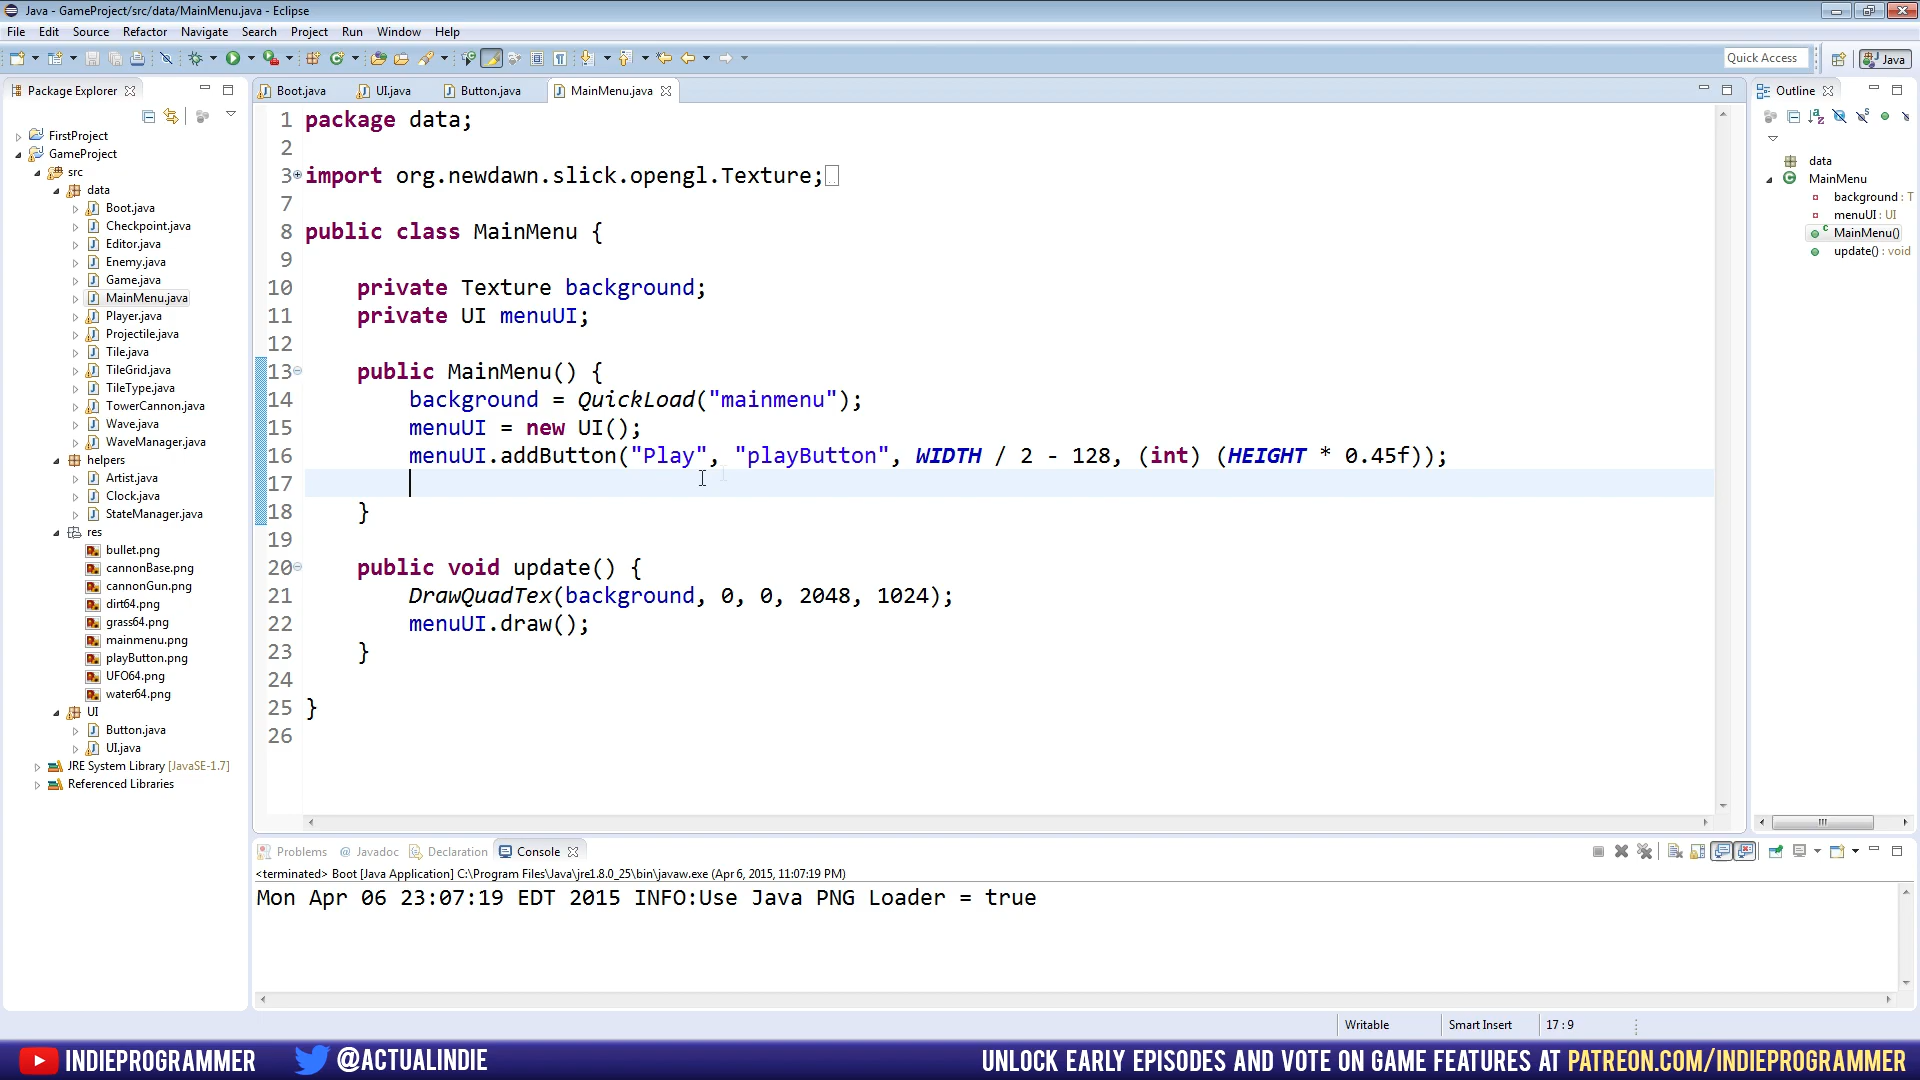 Java - GameProject/src/data/MainMenu.java - Eclipse
File Edit Source Refactor Navigate Search Project Run Window Help
Quick Access Java
Package Explorer
FirstProject
GameProject
src
data
Boot.java
Checkpoint.java
Editor.java
Enemy.java
Game.java
MainMenu.java
Player.java
Projectile.java
Tile.java
TileGrid.java
TileType.java
TowerCannon.java
Wave.java
WaveManager.java
helpers
Artist.java
Clock.java
StateManager.java
res
bullet.png
cannonBase.png
cannonGun.png
dirt64.png
grass64.png
mainmenu.png
playButton.png
UFO64.png
water64.png
UI
Button.java
UI.java
JRE System Library [JavaSE-1.7]
Referenced Libraries
Boot.java UI.java Button.java MainMenu.java
1 package data;
2
3 import org.newdawn.slick.opengl.Texture;
7
8 public class MainMenu {
9
10 private Texture background;
11 private UI menuUI;
12
13 public MainMenu() {
14 background = QuickLoad("mainmenu");
15 menuUI = new UI();
16 menuUI.addButton("Play", "playButton", WIDTH / 2 - 128, (int) (HEIGHT * 0.45f));
17
18 }
19
20 public void update() {
21 DrawQuadTex(background, 0, 0, 2048, 1024);
22 menuUI.draw();
23 }
24
25 }
26
Outline
data
MainMenu
background : T
menuUI : UI
MainMenu()
update() : void
Problems @ Javadoc Declaration Console
<terminated> Boot [Java Application] C:\Program Files\Java\jre1.8.0_25\bin\javaw.exe (Apr 6, 2015, 11:07:19 PM)
Mon Apr 06 23:07:19 EDT 2015 INFO:Use Java PNG Loader = true
Writable Smart Insert 17 : 9
INDIEPROGRAMMER @ACTUALINDIE UNLOCK EARLY EPISODES AND VOTE ON GAME FEATURES AT PATREON.COM/INDIEPROGRAMMER